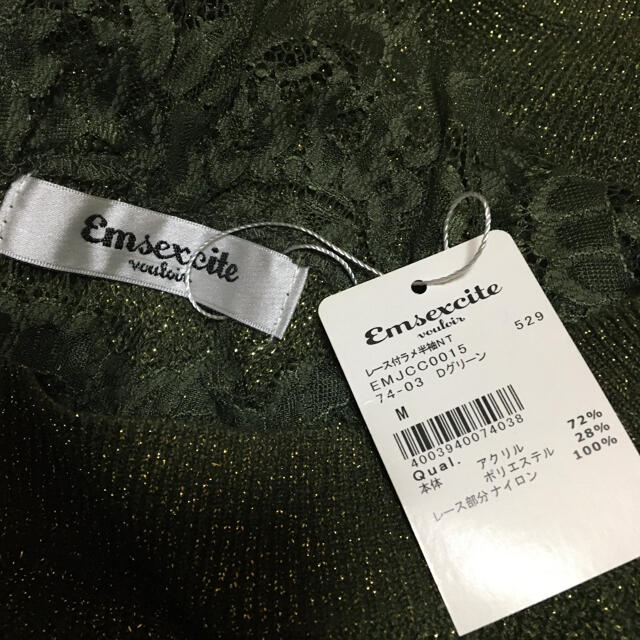 Emsexcite
vouloir
Emsexcite
vouloir
529
レース付ラメ半袖NT
EMJCC0015
74-03 Dグリーン
M
4003940074038
Qual. アクリル 72%
本体 ポリエステル 28%
レース部分 ナイロン 100%